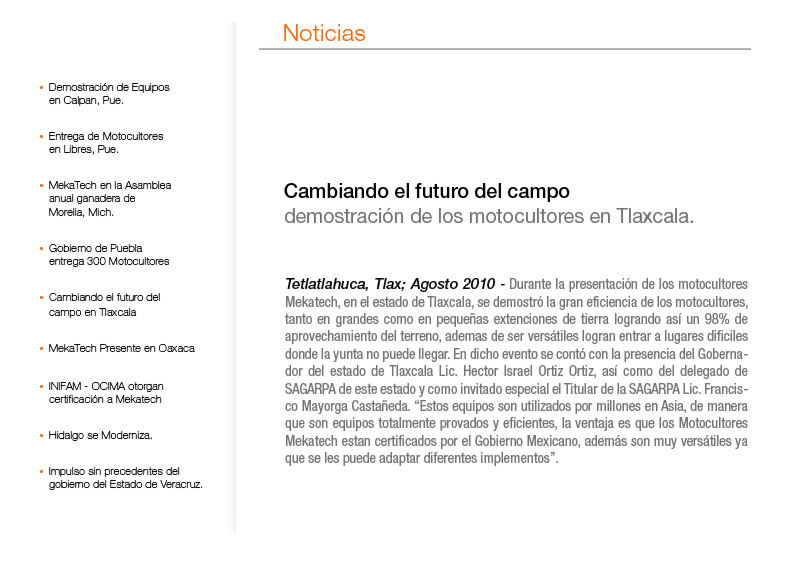 Noticias
• Demostración de Equipos
en Calpan, Pue.
• Entrega de Motocultores
en Libres, Pue.
• MekaTech en la Asamblea
anual ganadera de
Morelia, Mich.
• Gobierno de Puebla
entrega 300 Motocultores
• Cambiando el futuro del
campo en Tlaxcala
• MekaTech Presente en Oaxaca
• INIFAM - OCIMA otorgan
certificación a Mekatech
• Hidalgo se Moderniza.
• Impulso sin precedentes del
gobierno del Estado de Veracruz.
Cambiando el futuro del campo
demostración de los motocultores en Tlaxcala.
Tetlatlahuca, Tlax; Agosto 2010 - Durante la presentación de los motocultores
Mekatech, en el estado de Tlaxcala, se demostró la gran eficiencia de los motocultores,
tanto en grandes como en pequeñas extenciones de tierra logrando así un 98% de
aprovechamiento del terreno, ademas de ser versátiles logran entrar a lugares difíciles
donde la yunta no puede llegar. En dicho evento se contó con la presencia del Goberna-
dor del estado de Tlaxcala Lic. Hector Israel Ortiz Ortiz, así como del delegado de
SAGARPA de este estado y como invitado especial el Titular de la SAGARPA Lic. Francis-
co Mayorga Castañeda. “Estos equipos son utilizados por millones en Asia, de manera
que son equipos totalmente provados y eficientes, la ventaja es que los Motocultores
Mekatech estan certificados por el Gobierno Mexicano, además son muy versátiles ya
que se les puede adaptar diferentes implementos”.